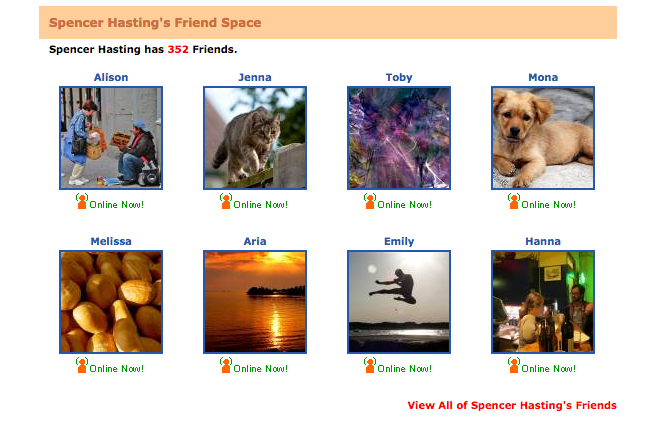 Spencer Hasting's Friend Space
Spencer Hasting has 352 Friends.
Alison Jenna Toby Mona
Online Now! Online Now! Online Now! Online Now!
Melissa Aria Emily Hanna
Online Now! Online Now! Online Now! Online Now!
View All of Spencer Hasting's Friends